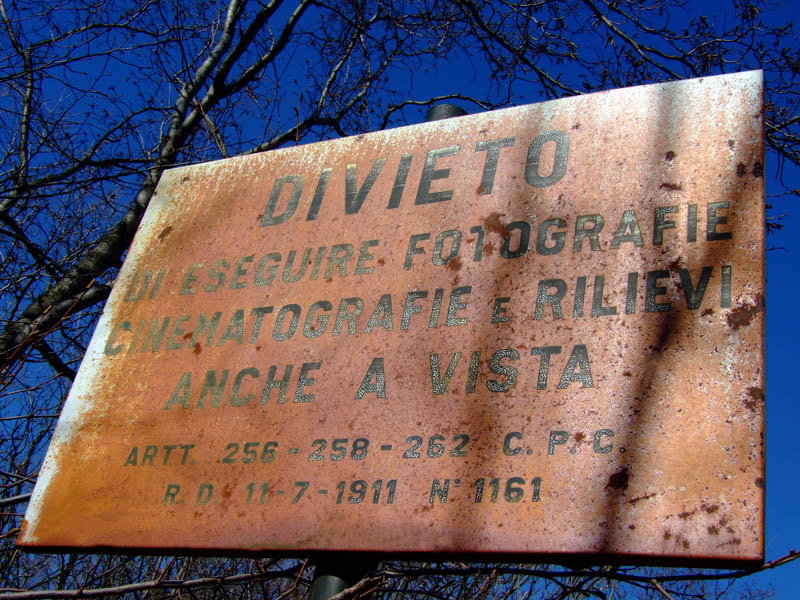 DIVIETO
DI ESEGUIRE FOTOGRAFIE
CINEMATOGRAFIE E RILIEVI
ANCHE A VISTA
ARTT. 256 - 258 - 262 C.P.C.
R.D. 11-7-1911 N° 1161